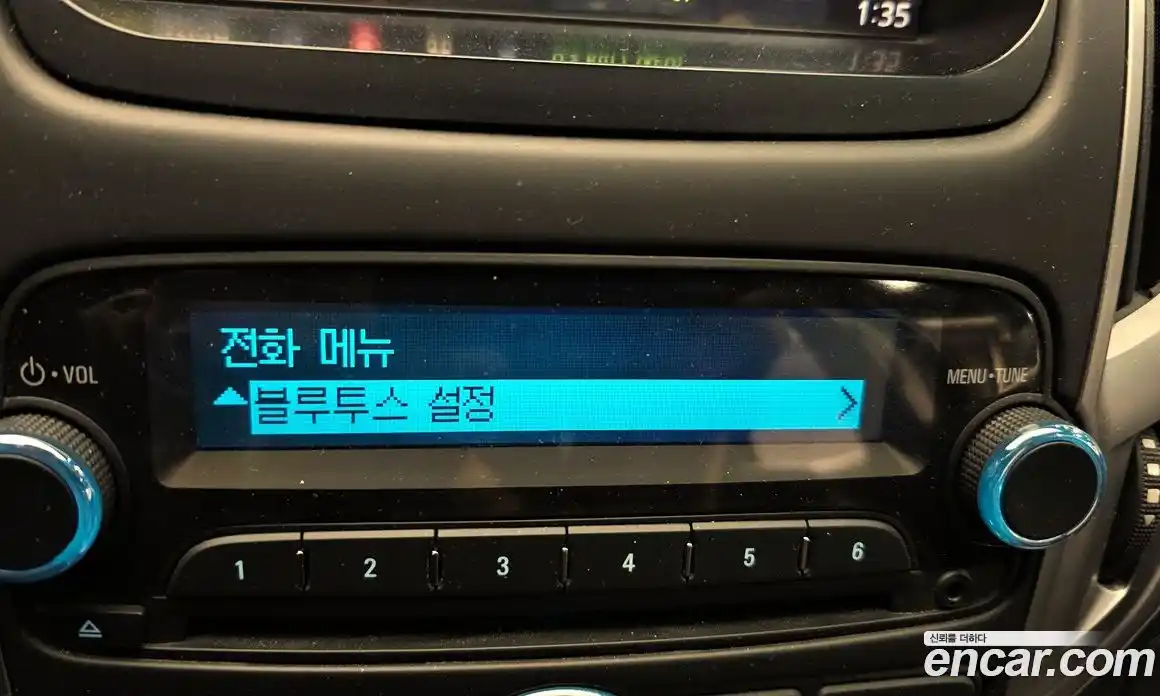 1:35
전화 메뉴
블루투스 설정
VOL
MENU•TUNE
1 2 3 4 5 6
신뢰를 더하다
encar.com